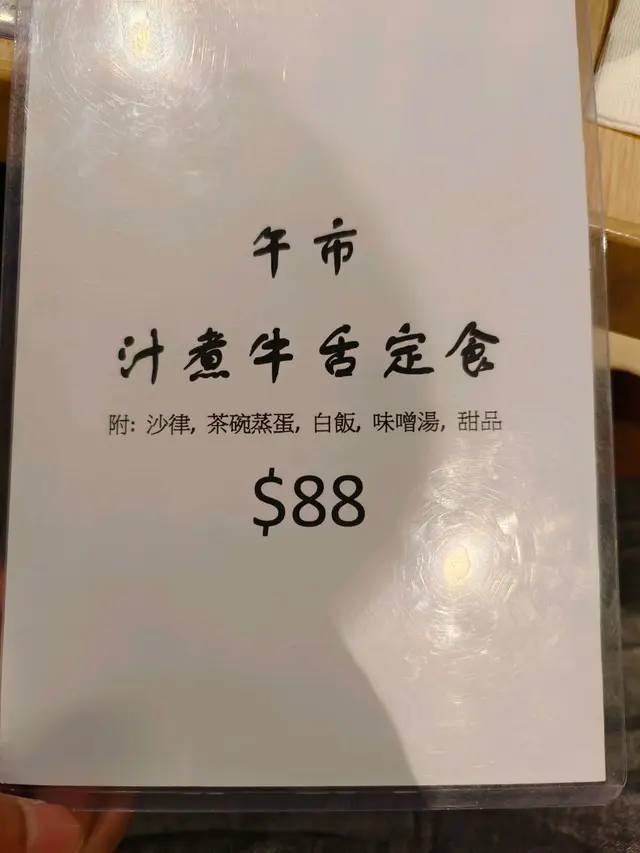 午市
汁煮牛舌定食
附: 沙律, 茶碗蒸蛋, 白飯, 味噌湯, 甜品
$88